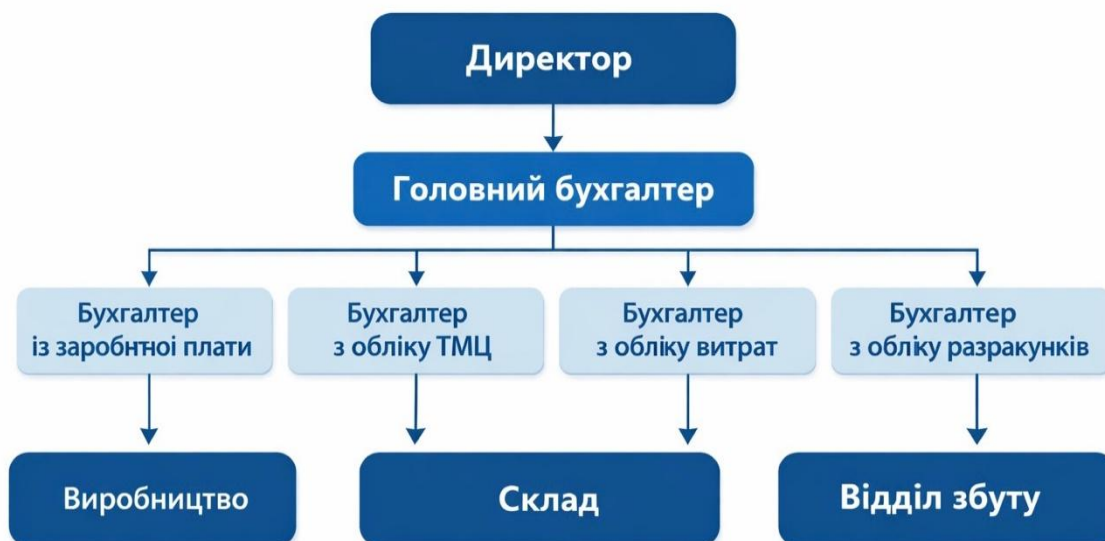 Директор
Головний бухгалтер
Бухгалтер
із заробнтної плати
Бухгалтер
з обліку ТМЦ
Бухгалтер
з обліку витрат
Бухгалтер
з обліку разракунків
Виробництво
Склад
Відділ збуту